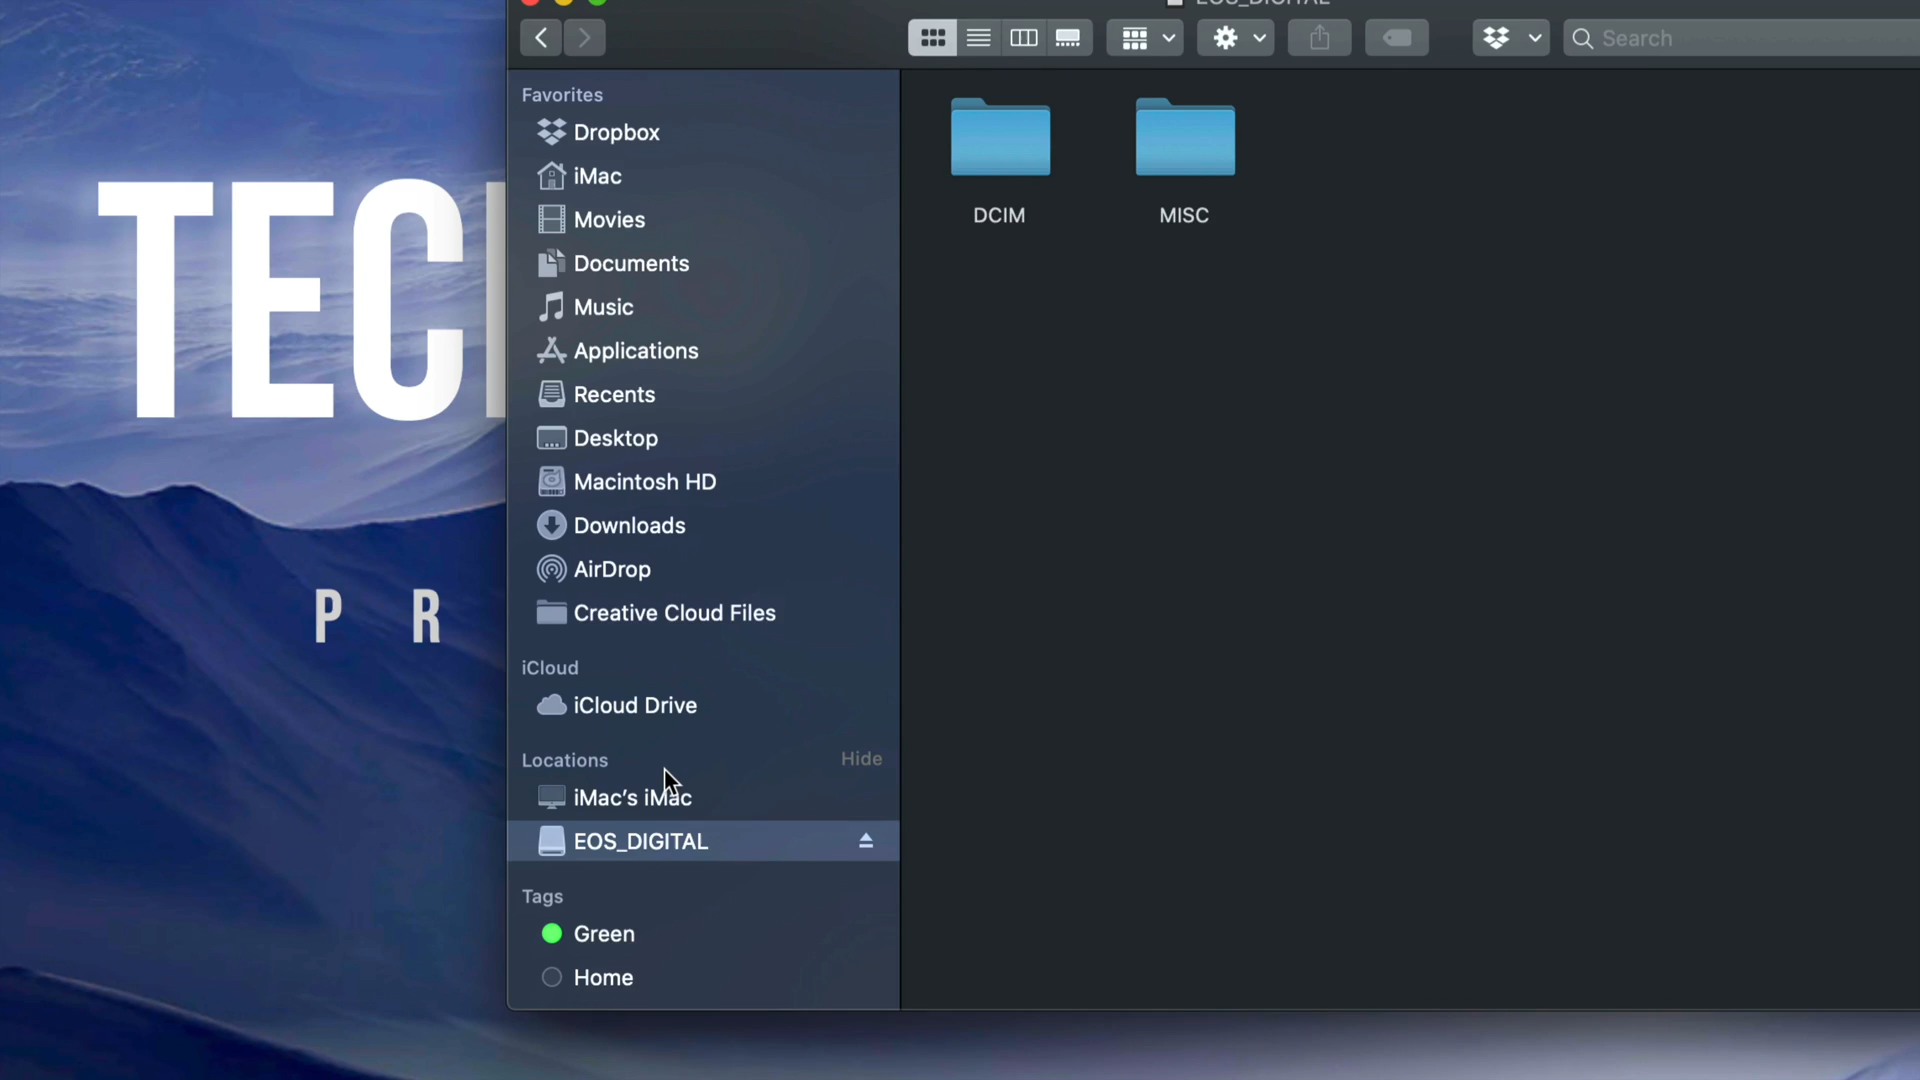 EOS_DIGITAL
Search
TEC
P R
Favorites
Dropbox
iMac
Movies
Documents
Music
Applications
Recents
Desktop
Macintosh HD
Downloads
AirDrop
Creative Cloud Files
iCloud
iCloud Drive
Locations
Hide
iMac's iMac
EOS_DIGITAL
Tags
Green
Home
DCIM
MISC